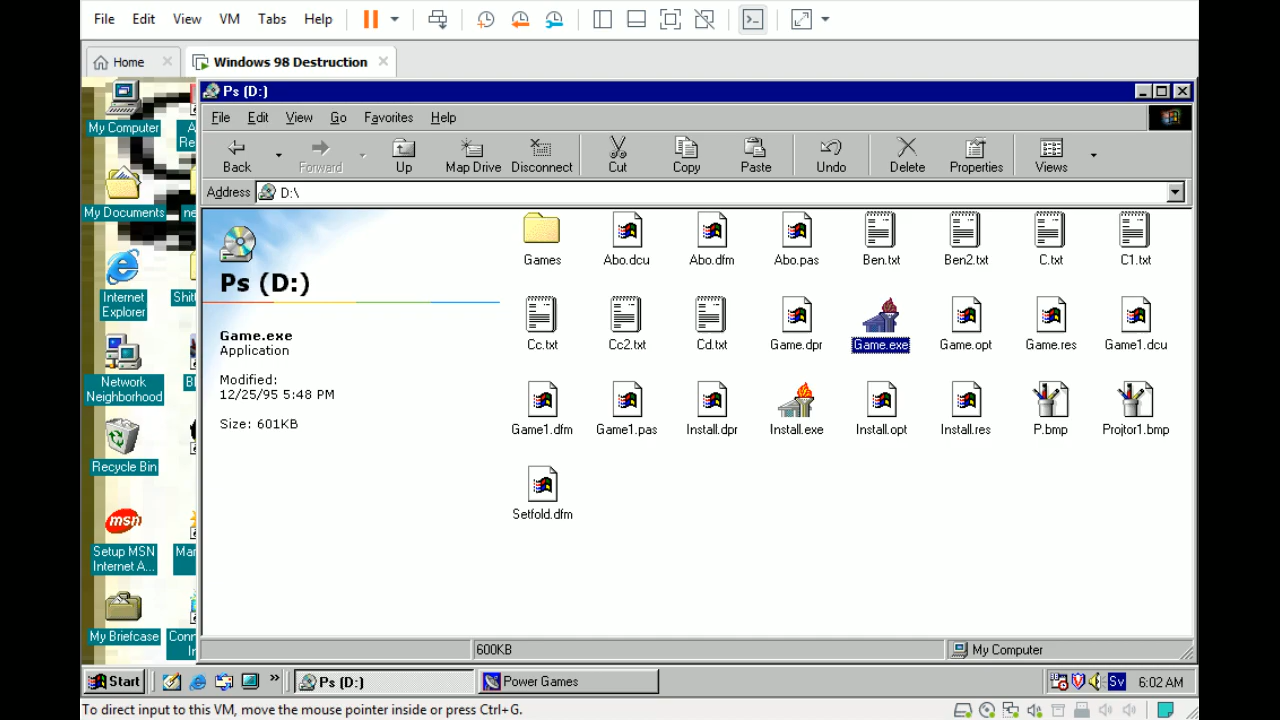 File Edit View VM Tabs Help
Home
Windows 98 Destruction
Ps (D:)
File Edit View Go Favorites Help
Back Forward Up Map Drive Disconnect Cut Copy Paste Undo Delete Properties Views
Address D:\
My Computer
My Documents
Internet
Explorer
Network
Neighborhood
Recycle Bin
msn
Setup MSN
Internet A...
My Briefcase
Ps (D:)
Game.exe
Application
Modified:
12/25/95 5:48 PM
Size: 601KB
Games Abo.dcu Abo.dfm Abo.pas Ben.txt Ben2.txt C.txt C1.txt
Cc.txt Cc2.txt Cd.txt Game.dpr Game.exe Game.opt Game.res Game1.dcu
Game1.dfm Game1.pas Install.dpr Install.exe Install.opt Install.res P.bmp Projtor1.bmp
Setfold.dfm
600KB My Computer
Start Ps (D:) Power Games Sv 6:02 AM
To direct input to this VM, move the mouse pointer inside or press Ctrl+G.